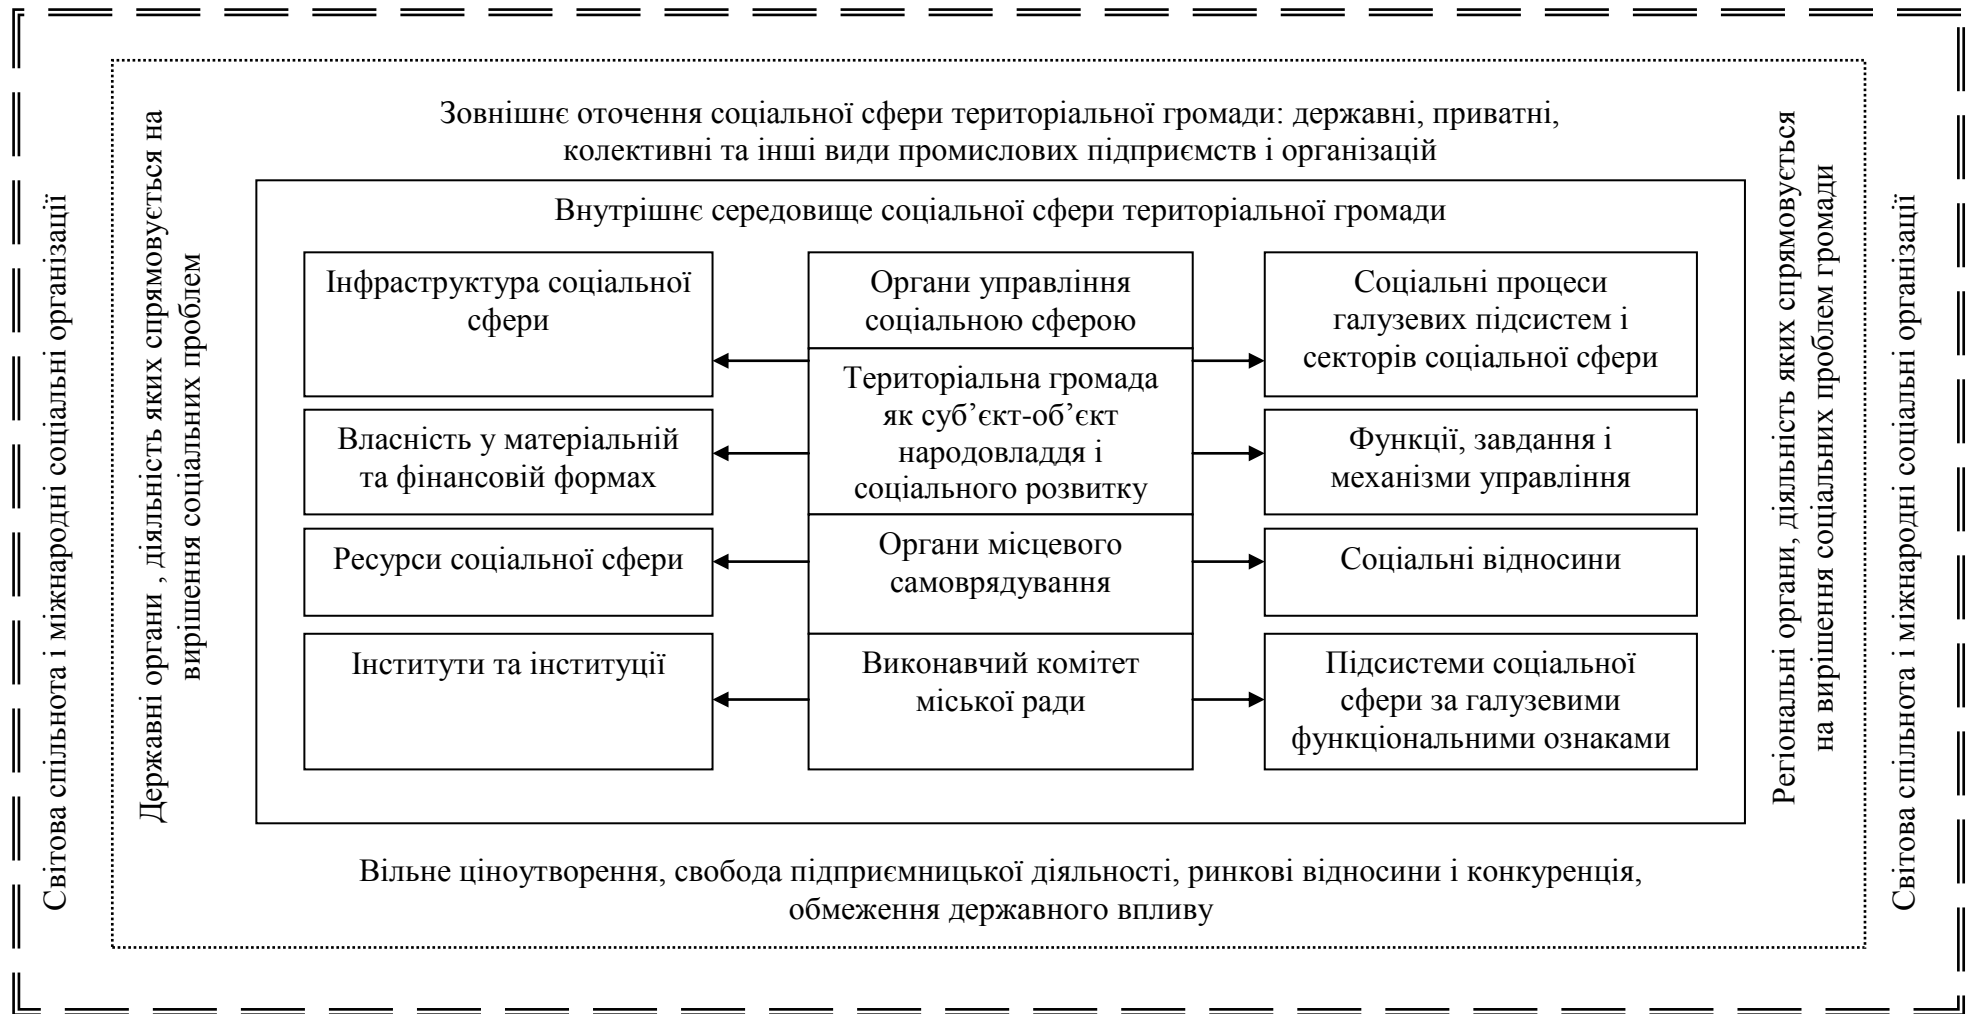 Зовнішнє оточення соціальної сфери територіальної громади: державні, приватні,
колективні та інші види промислових підприємств і організацій
Світова спільнота і міжнародні соціальні організації
Державні органи , діяльність яких спрямовується на
вирішення соціальних проблем
Внутрішнє середовище соціальної сфери територіальної громади
Інфраструктура соціальної
сфери
Власність у матеріальній
та фінансовій формах
Ресурси соціальної сфери
Інститути та інституції
Органи управління
соціальною сферою
Територіальна громада
як суб’єкт-об’єкт
народовладдя і
соціального розвитку
Органи місцевого
самоврядування
Виконавчий комітет
міської ради
Соціальні процеси
галузевих підсистем і
секторів соціальної сфери
Функції, завдання і
механізми управління
Соціальні відносини
Підсистеми соціальної
сфери за галузевими
функціональними ознаками
Регіональні органи, діяльність яких спрямовується
на вирішення соціальних проблем громади
Світова спільнота і міжнародні соціальні організації
Вільне ціноутворення, свобода підприємницької діяльності, ринкові відносини і конкуренція,
обмеження державного впливу